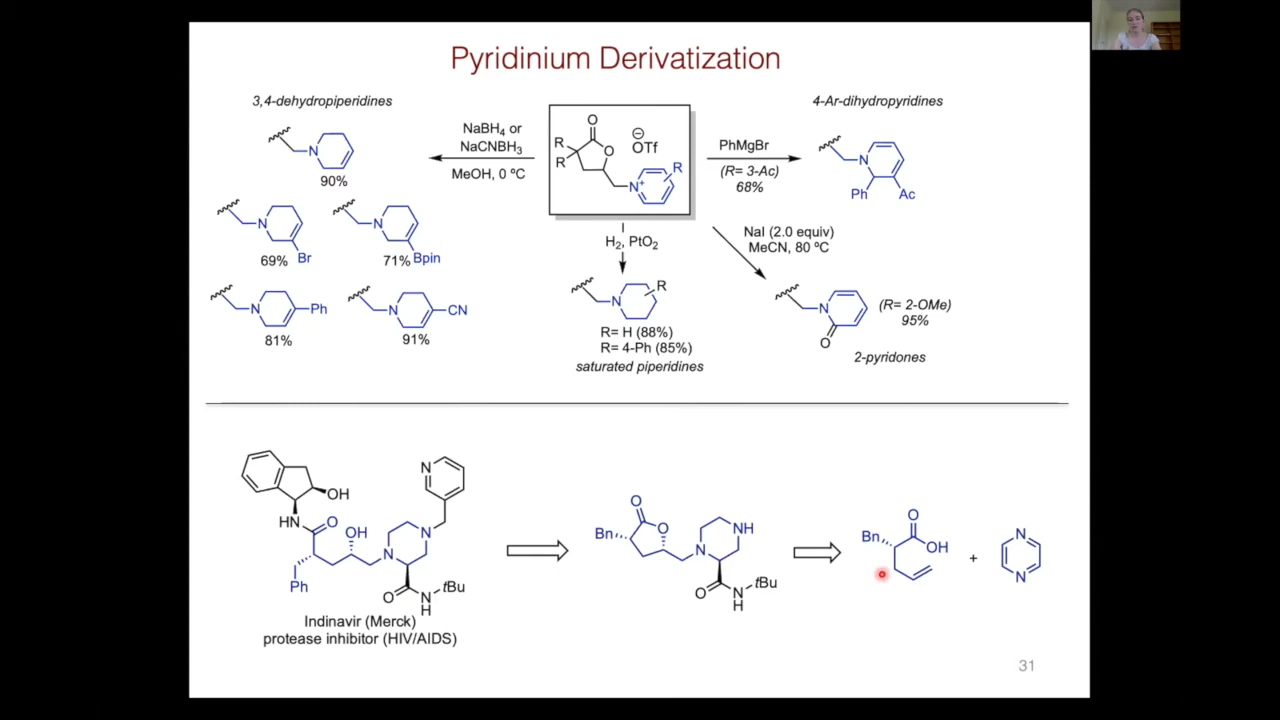 Pyridinium Derivatization
3,4-dehydropiperidines
N
90%
N
Br
69%
N
Bpin
71%
N
Ph
81%
N
CN
91%
NaBH4 or
NaCNBH3
MeOH, 0 ºC
O
R
R
O
⊖
OTf
N+
R
H2, PtO2
N
R
R= H (88%)
R= 4-Ph (85%)
saturated piperidines
4-Ar-dihydropyridines
PhMgBr
(R= 3-Ac)
68%
N
Ph
Ac
NaI (2.0 equiv)
MeCN, 80 ºC
N
O
(R= 2-OMe)
95%
2-pyridones
OH
HN
O
OH
Ph
N
N
N
O
N
H
tBu
Indinavir (Merck)
protease inhibitor (HIV/AIDS)
O
Bn
O
N
NH
O
N
H
tBu
O
Bn
OH
+
N
N
31